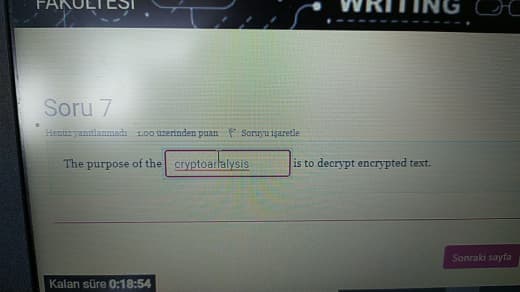 FAKÜLTESİ
WRITING
Soru 7
Henüz yanıtlanmadı 1,00 üzerinden puan Soruyu işaretle
The purpose of the cryptoanalysis is to decrypt encrypted text.
Sonraki sayfa
Kalan süre 0:18:54